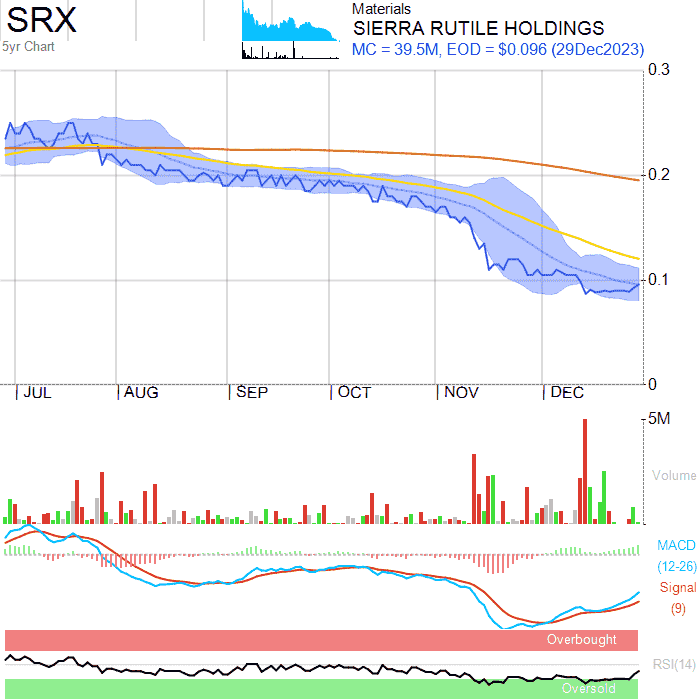 SRX
5yr Chart
Materials
SIERRA RUTILE HOLDINGS
MC = 39.5M, EOD = $0.096 (29Dec2023)
0.3
0.2
0.1
0
JUL AUG SEP OCT NOV DEC
5M
Volume
MACD
(12-26)
Signal
(9)
Overbought
RSI(14)
Oversold